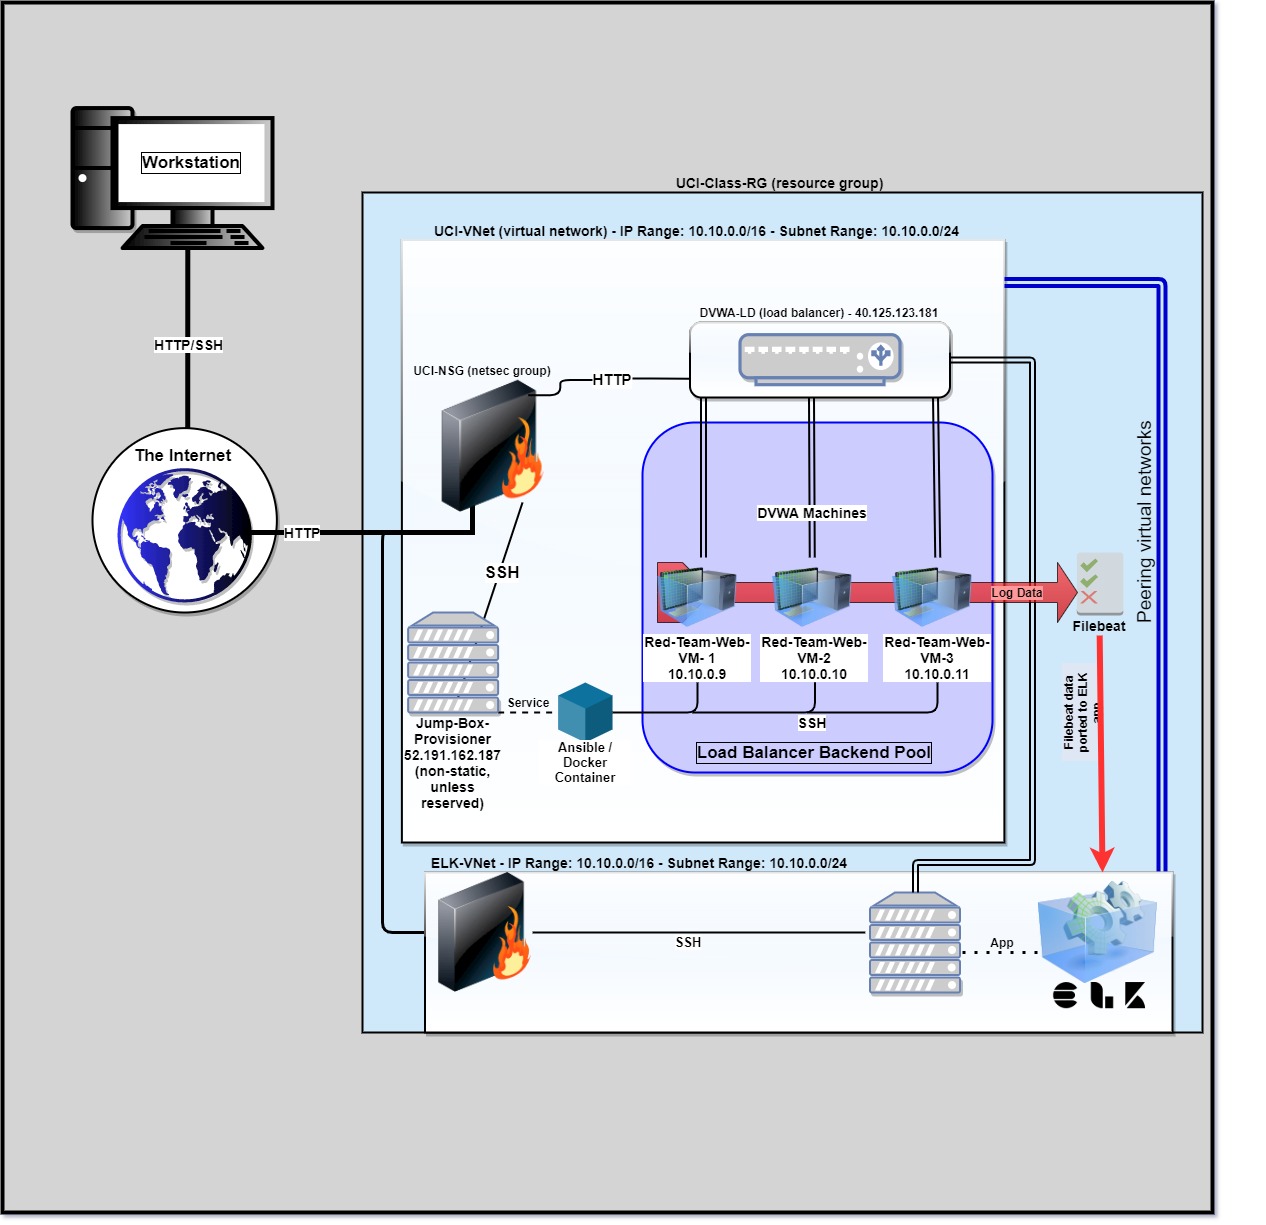 Workstation
HTTP/SSH
The Internet
HTTP
UCI-Class-RG (resource group)
UCI-VNet (virtual network) - IP Range: 10.10.0.0/16 - Subnet Range: 10.10.0.0/24
DVWA-LD (load balancer) - 40.125.123.181
UCI-NSG (netsec group)
HTTP
SSH
DVWA Machines
Log Data
Filebeat
Peering virtual networks
Red-Team-Web-
VM- 1
10.10.0.9
Red-Team-Web-
VM-2
10.10.0.10
Red-Team-Web-
VM-3
10.10.0.11
SSH
Load Balancer Backend Pool
Service
Jump-Box-
Provisioner
52.191.162.187
(non-static,
unless
reserved)
Ansible /
Docker
Container
Filebeat data
ported to ELK
app
ELK-VNet - IP Range: 10.10.0.0/16 - Subnet Range: 10.10.0.0/24
SSH
App
ELK